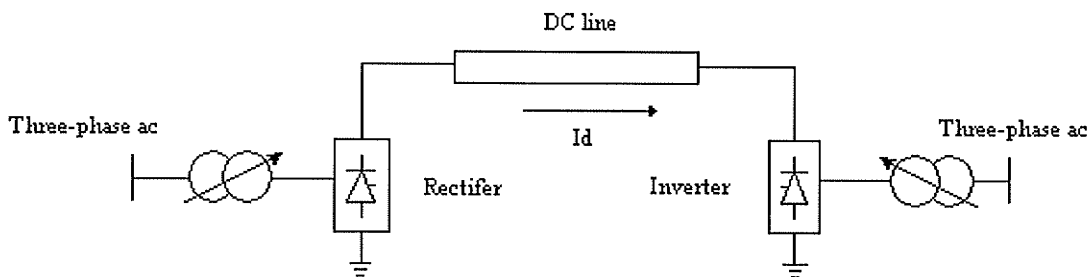 DC line
Id
Three-phase ac
Three-phase ac
Rectifer
Inverter